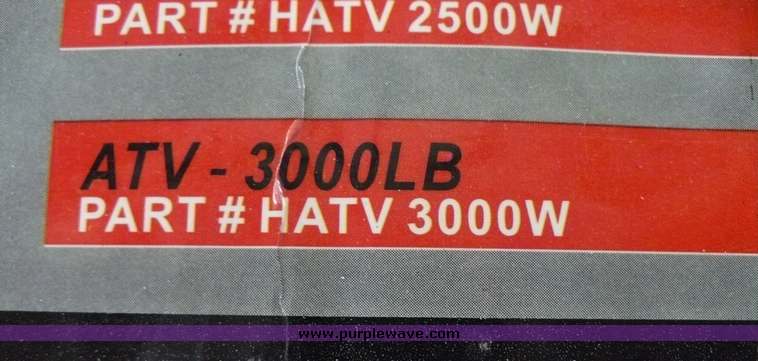 PART # HATV 2500W
ATV - 3000LB
PART # HATV 3000W
www.purplewave.com